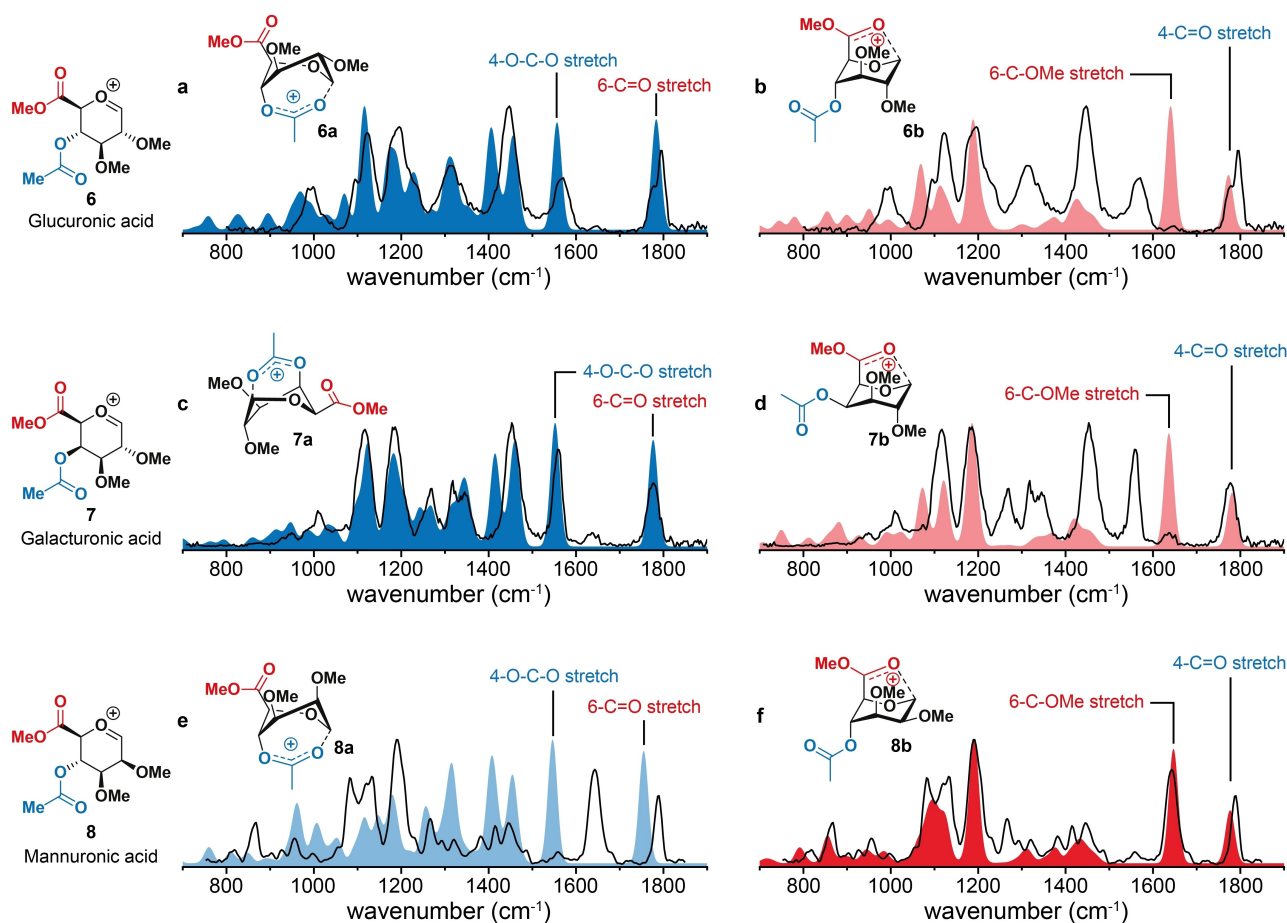 a
MeO
O
OMe
OMe
O
O
O
6a
4-O-C-O stretch
6-C=O stretch
b
MeO
O
OMe
O
O
OMe
O
6b
6-C-OMe stretch
4-C=O stretch
O
MeO
O
O
OMe
OMe
Me
O
6
Glucuronic acid
800 1000 1200 1400 1600 1800
wavenumber (cm-1)
800 1000 1200 1400 1600 1800
wavenumber (cm-1)
c
O
O
MeO
O
O
OMe
OMe
7a
4-O-C-O stretch
6-C=O stretch
d
MeO
O
OMe
O
O
O
OMe
7b
6-C-OMe stretch
4-C=O stretch
O
MeO
O
O
OMe
OMe
Me
O
7
Galacturonic acid
800 1000 1200 1400 1600 1800
wavenumber (cm-1)
800 1000 1200 1400 1600 1800
wavenumber (cm-1)
e
MeO
O
OMe
OMe
O
O
O
8a
4-O-C-O stretch
6-C=O stretch
f
MeO
O
OMe
O
OMe
O
O
8b
6-C-OMe stretch
4-C=O stretch
O
MeO
O
O
OMe
OMe
Me
O
8
Mannuronic acid
800 1000 1200 1400 1600 1800
wavenumber (cm-1)
800 1000 1200 1400 1600 1800
wavenumber (cm-1)